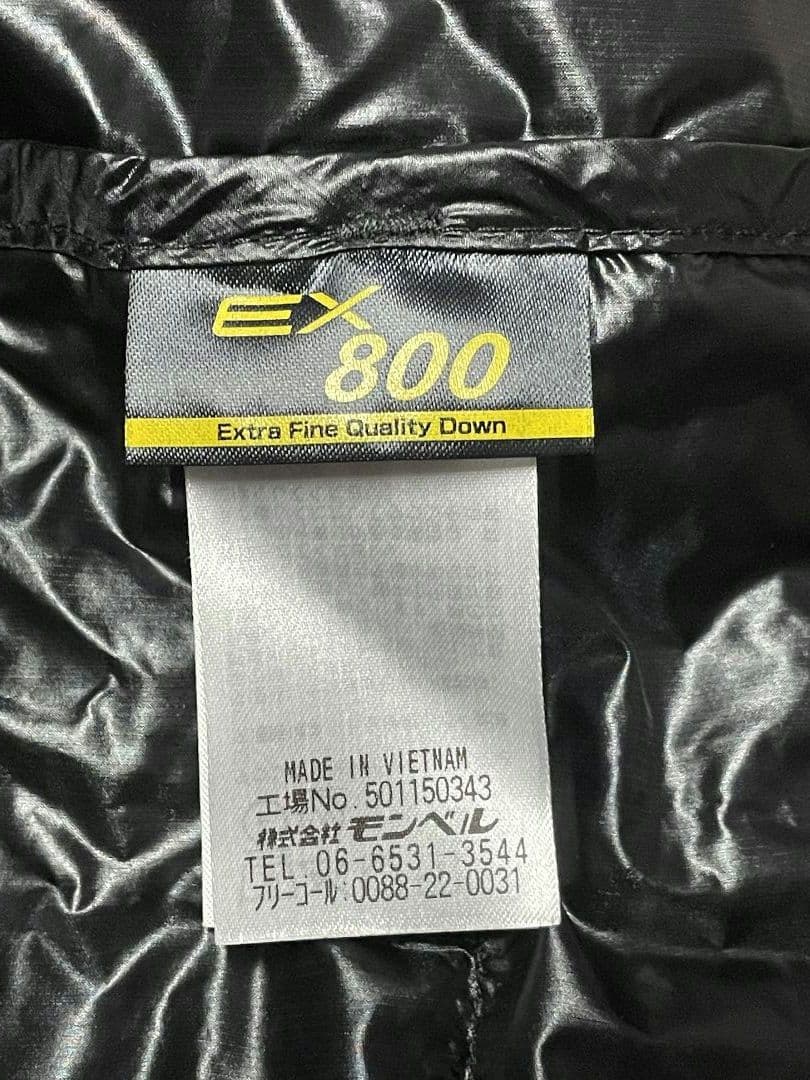 EX
800
Extra Fine Quality Down
MADE IN VIETNAM
工場No.501150343
株式会社モンベル
TEL.06-6531-3544
フリーコール:0088-22-0031